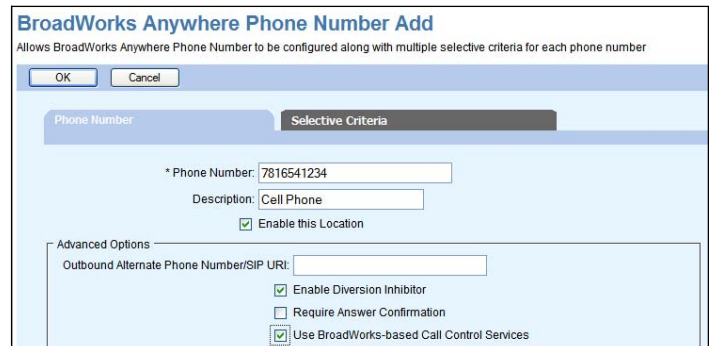 BroadWorks Anywhere Phone Number Add
Allows BroadWorks Anywhere Phone Number to be configured along with multiple selective criteria for each phone number
OK Cancel
Phone Number Selective Criteria
* Phone Number: 7816541234
Description: Cell Phone
Enable this Location
Advanced Options
Outbound Alternate Phone Number/SIP URI:
Enable Diversion Inhibitor
Require Answer Confirmation
Use BroadWorks-based Call Control Services